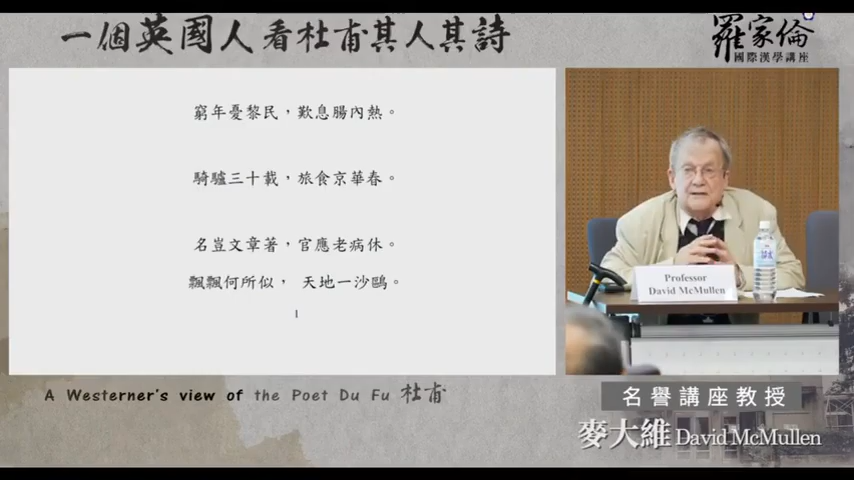 一個英國人看杜甫其人其詩
羅家倫
國際漢學講座
窮年憂黎民，歎息腸內熱。
騎驢三十載，旅食京華春。
名豈文章著，官應老病休。
飄飄何所似， 天地一沙鷗。
1
Professor
David McMullen
A Westerner's view of the Poet Du Fu 杜甫
名譽講座教授
麥大維 David McMullen